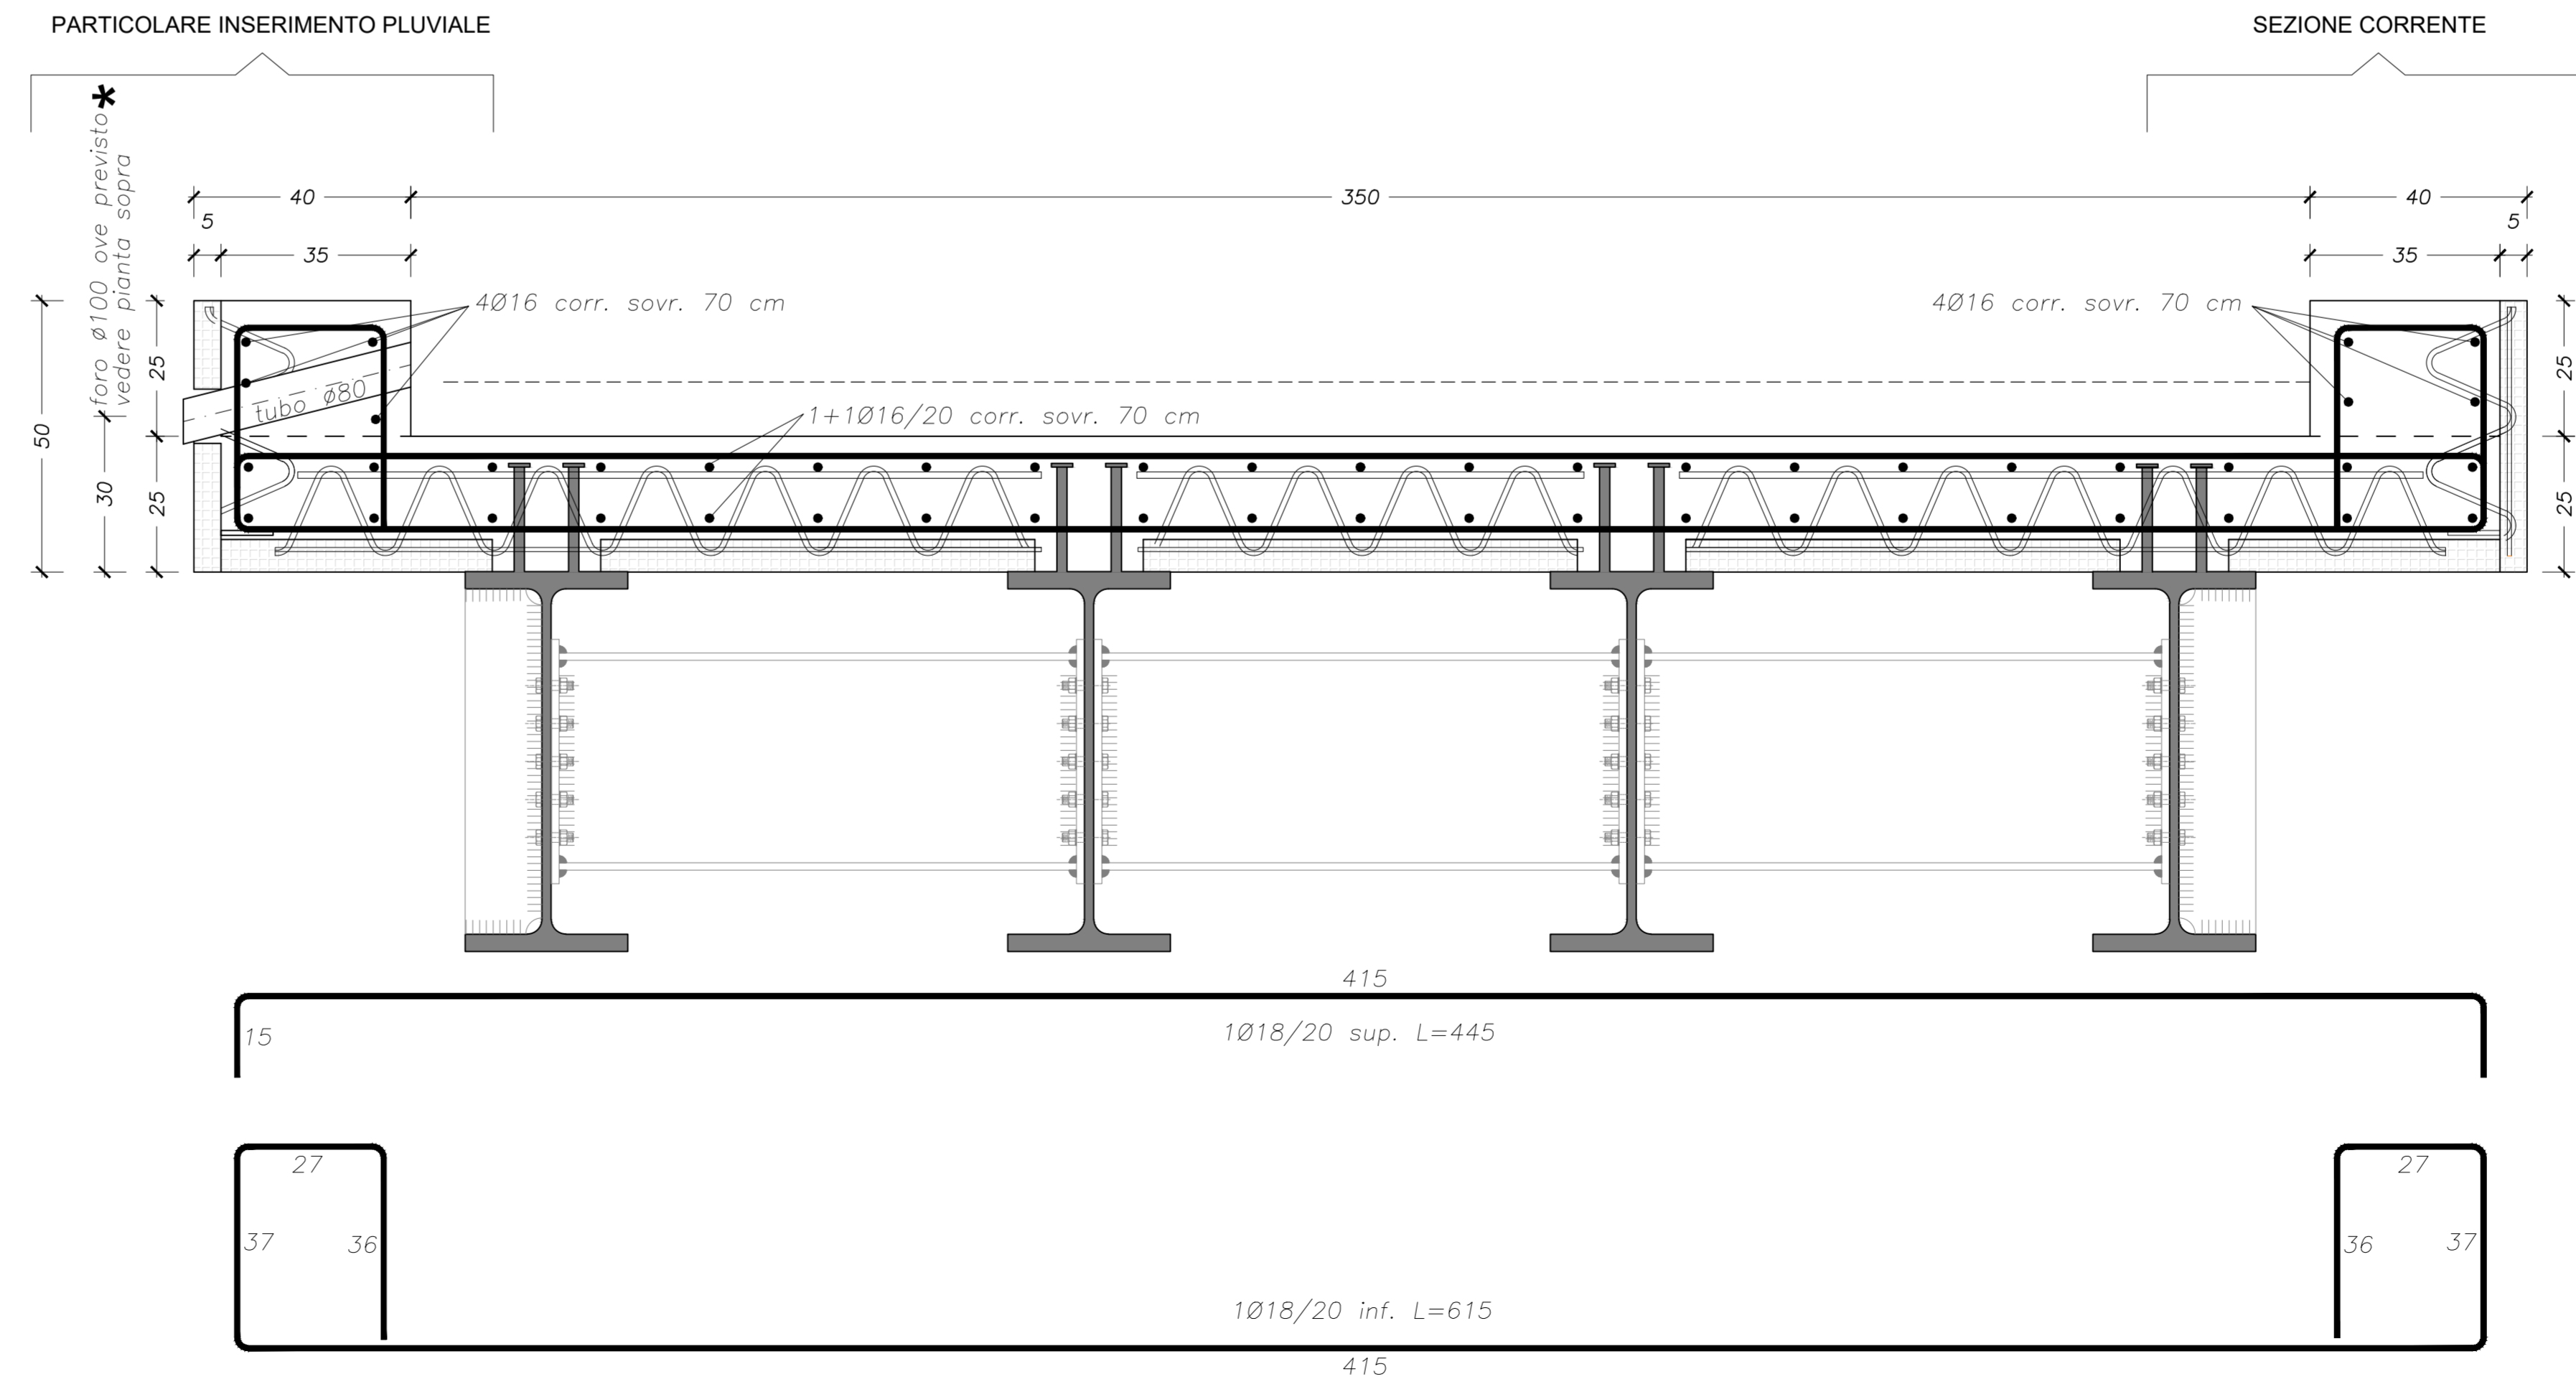 PARTICOLARE INSERIMENTO PLUVIALE
SEZIONE CORRENTE
foro ø100 ove previsto*
vedere pianta sopra
40
350
40
5
5
35
35
4Ø16 corr. sovr. 70 cm
4Ø16 corr. sovr. 70 cm
50
25
25
tubo ø80
1+1Ø16/20 corr. sovr. 70 cm
30
25
25
415
15
1Ø18/20 sup. L=445
27
27
37
36
36
37
1Ø18/20 inf. L=615
415